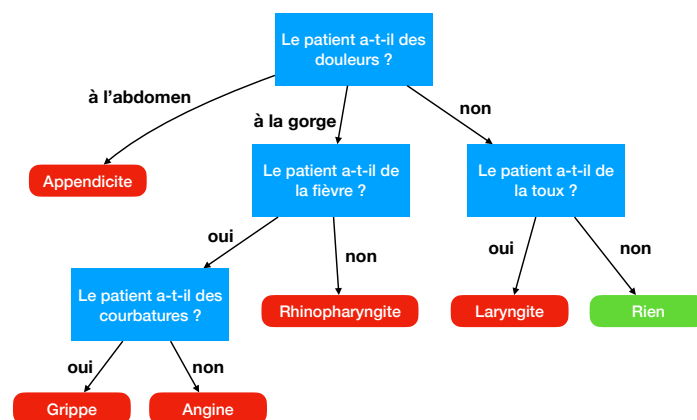 Le patient a-t-il des
douleurs ?
à l’abdomen
à la gorge
non
Appendicite
Le patient a-t-il de
la fièvre ?
Le patient a-t-il de
la toux ?
oui
non
oui
non
Le patient a-t-il des
courbatures ?
Rhinopharyngite
Laryngite
Rien
oui
non
Grippe
Angine